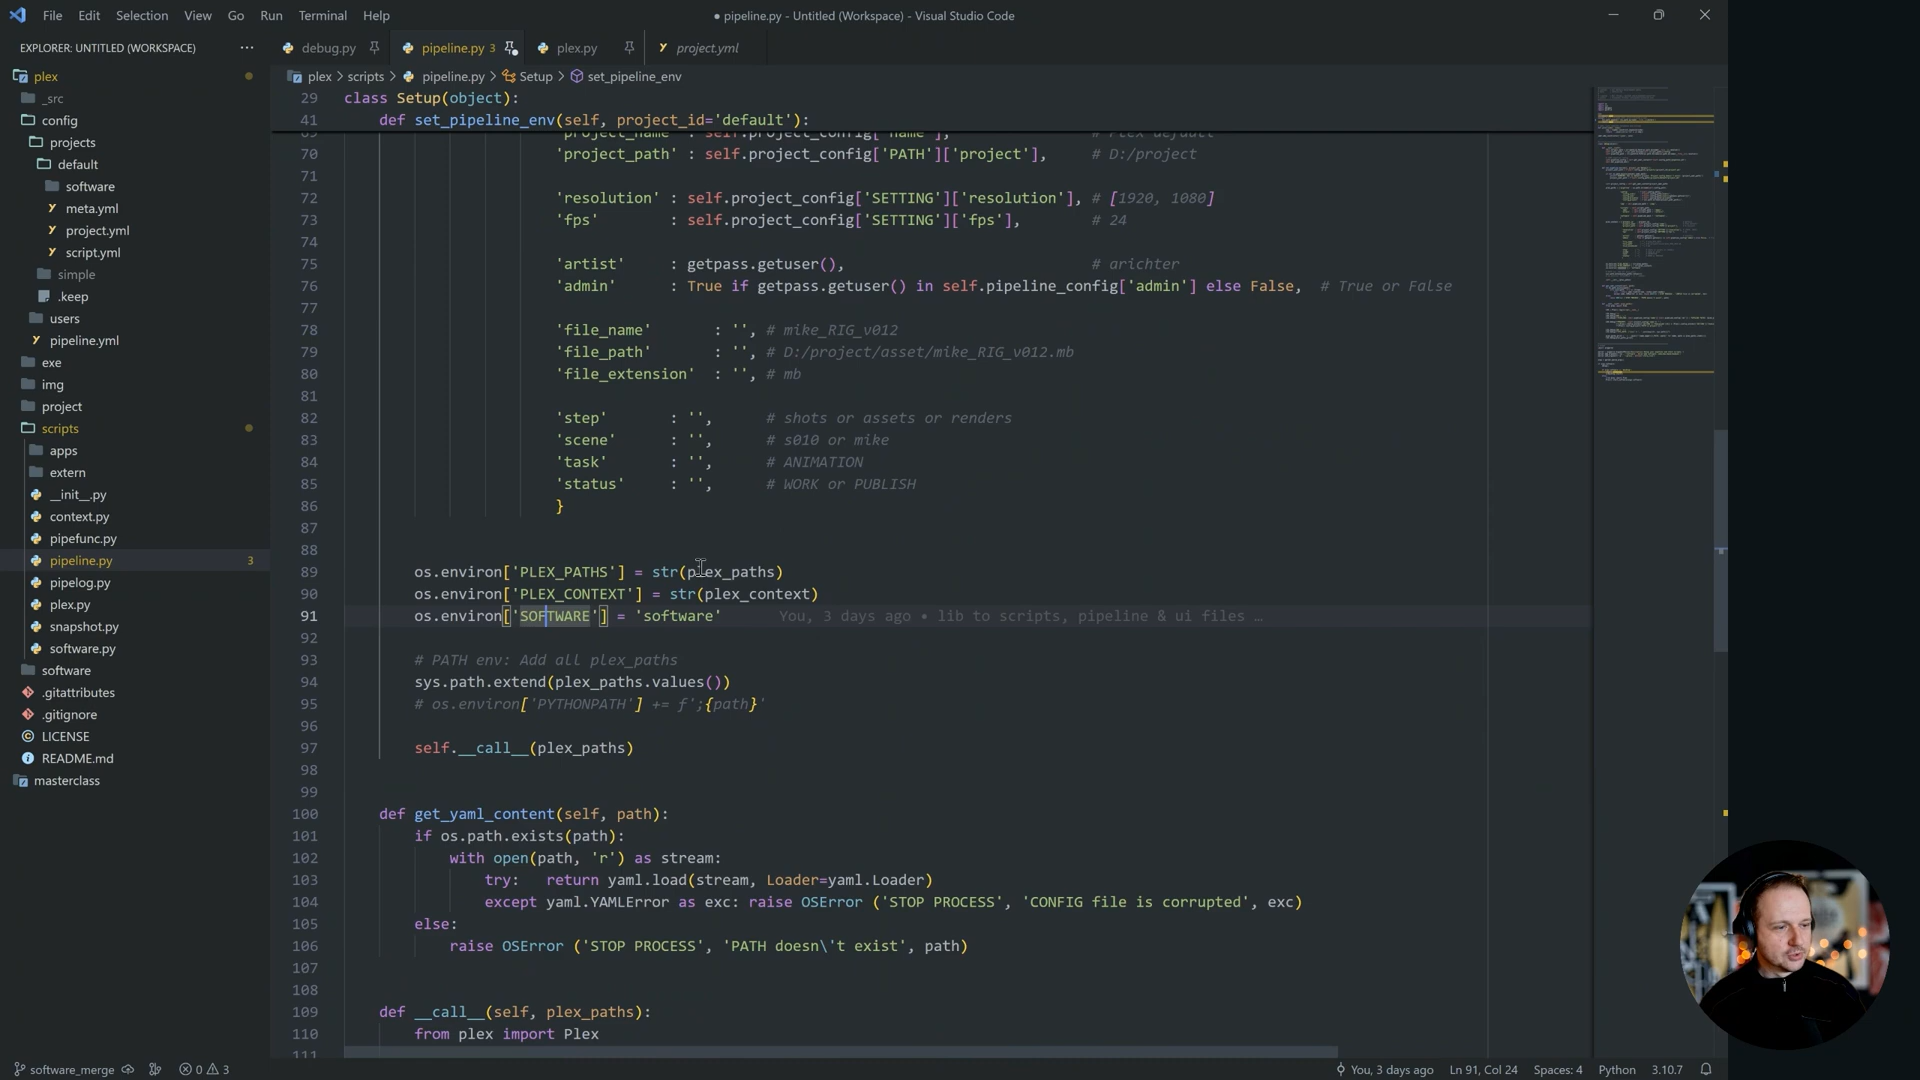 File Edit Selection View Go Run Terminal Help
● pipeline.py - Untitled (Workspace) - Visual Studio Code
EXPLORER: UNTITLED (WORKSPACE) ···
debug.py pipeline.py 3 plex.py project.yml
plex > scripts > pipeline.py > Setup > set_pipeline_env
plex
_src
config
projects
default
software
meta.yml
project.yml
script.yml
simple
.keep
users
pipeline.yml
exe
img
project
scripts
apps
extern
__init__.py
context.py
pipefunc.py
pipeline.py 3
pipelog.py
plex.py
snapshot.py
software.py
software
.gitattributes
.gitignore
LICENSE
README.md
masterclass
29 class Setup(object):
41 def set_pipeline_env(self, project_id='default'):
69 'project_name' : self.project_config['name'], # Plex default
70 'project_path' : self.project_config['PATH']['project'], # D:/project
71
72 'resolution' : self.project_config['SETTING']['resolution'], # [1920, 1080]
73 'fps' : self.project_config['SETTING']['fps'], # 24
74
75 'artist' : getpass.getuser(), # arichter
76 'admin' : True if getpass.getuser() in self.pipeline_config['admin'] else False, # True or False
77
78 'file_name' : '', # mike_RIG_v012
79 'file_path' : '', # D:/project/asset/mike_RIG_v012.mb
80 'file_extension' : '', # mb
81
82 'step' : '', # shots or assets or renders
83 'scene' : '', # s010 or mike
84 'task' : '', # ANIMATION
85 'status' : '', # WORK or PUBLISH
86 }
87
88
89 os.environ['PLEX_PATHS'] = str(plex_paths)
90 os.environ['PLEX_CONTEXT'] = str(plex_context)
91 os.environ['SOFTWARE'] = 'software' You, 3 days ago • lib to scripts, pipeline & ui files …
92
93 # PATH env: Add all plex_paths
94 sys.path.extend(plex_paths.values())
95 # os.environ['PYTHONPATH'] += f';{path}'
96
97 self.__call__(plex_paths)
98
99
100 def get_yaml_content(self, path):
101 if os.path.exists(path):
102 with open(path, 'r') as stream:
103 try: return yaml.load(stream, Loader=yaml.Loader)
104 except yaml.YAMLError as exc: raise OSError ('STOP PROCESS', 'CONFIG file is corrupted', exc)
105 else:
106 raise OSError ('STOP PROCESS', 'PATH doesn\'t exist', path)
107
108
109 def __call__(self, plex_paths):
110 from plex import Plex
111
software_merge 0 3 You, 3 days ago Ln 91, Col 24 Spaces: 4 Python 3.10.7